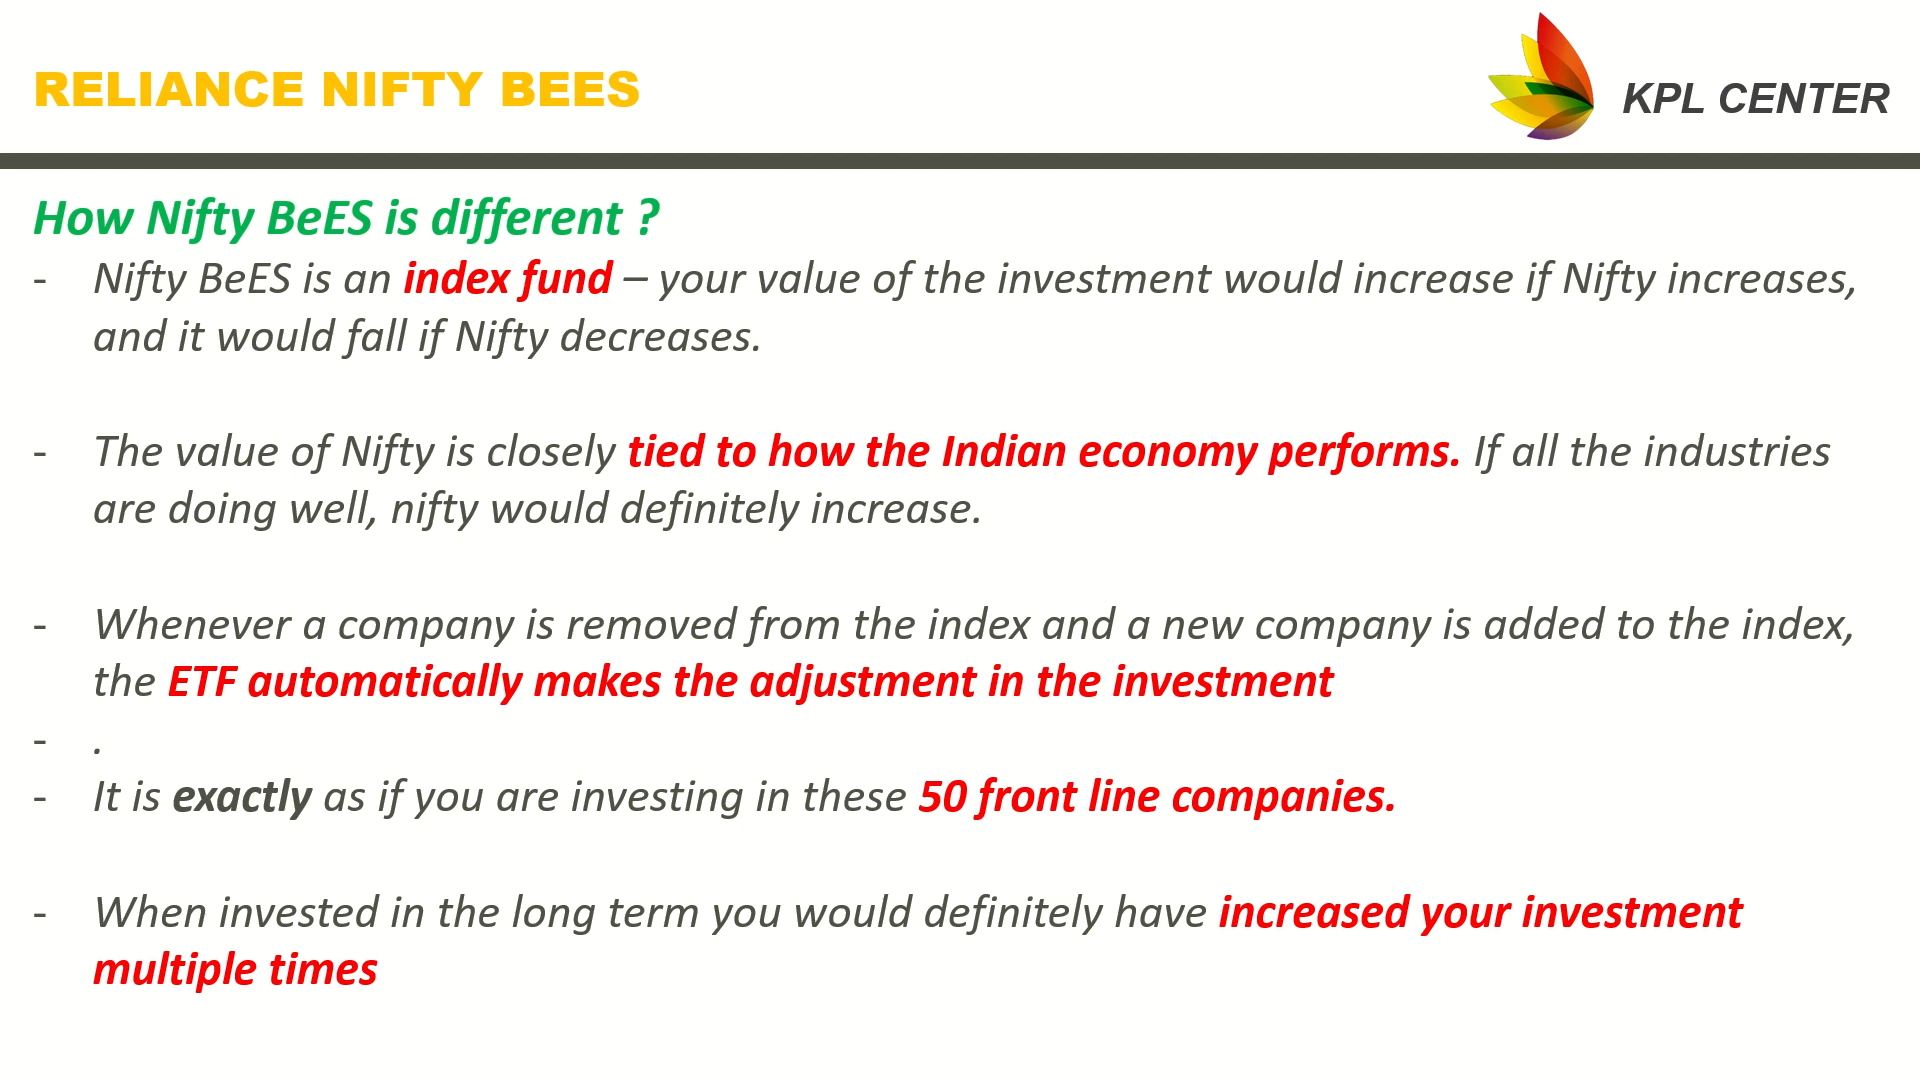 RELIANCE NIFTY BEES
KPL CENTER
How Nifty BeES is different ?
- Nifty BeES is an index fund – your value of the investment would increase if Nifty increases,
and it would fall if Nifty decreases.
- The value of Nifty is closely tied to how the Indian economy performs. If all the industries
are doing well, nifty would definitely increase.
- Whenever a company is removed from the index and a new company is added to the index,
the ETF automatically makes the adjustment in the investment
- .
- It is exactly as if you are investing in these 50 front line companies.
- When invested in the long term you would definitely have increased your investment
multiple times